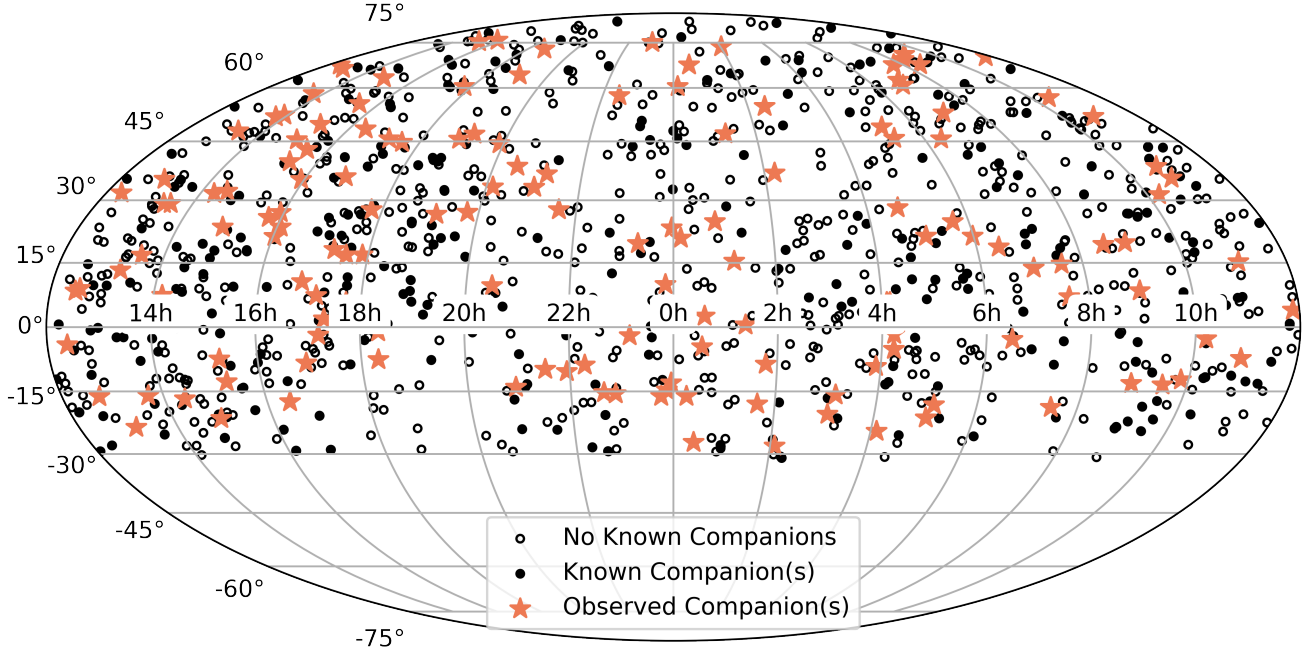 75°
60°
45°
30°
15°
0°
14h 16h 18h 20h 22h 0h 2h 4h 6h 8h 10h
-15°
-30°
-45°
-60°
-75°
No Known Companions
Known Companion(s)
Observed Companion(s)